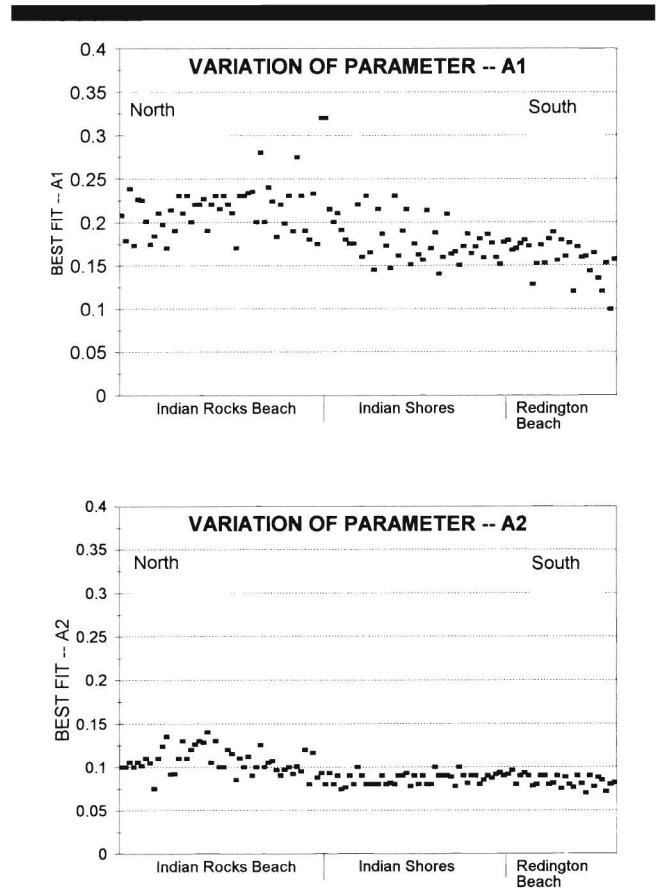 VARIATION OF PARAMETER -- A1
North South
BEST FIT -- A1
0.4
0.35
0.3
0.25
0.2
0.15
0.1
0.05
0
Indian Rocks Beach Indian Shores Redington
Beach
VARIATION OF PARAMETER -- A2
North South
BEST FIT -- A2
0.4
0.35
0.3
0.25
0.2
0.15
0.1
0.05
0
Indian Rocks Beach Indian Shores Redington
Beach